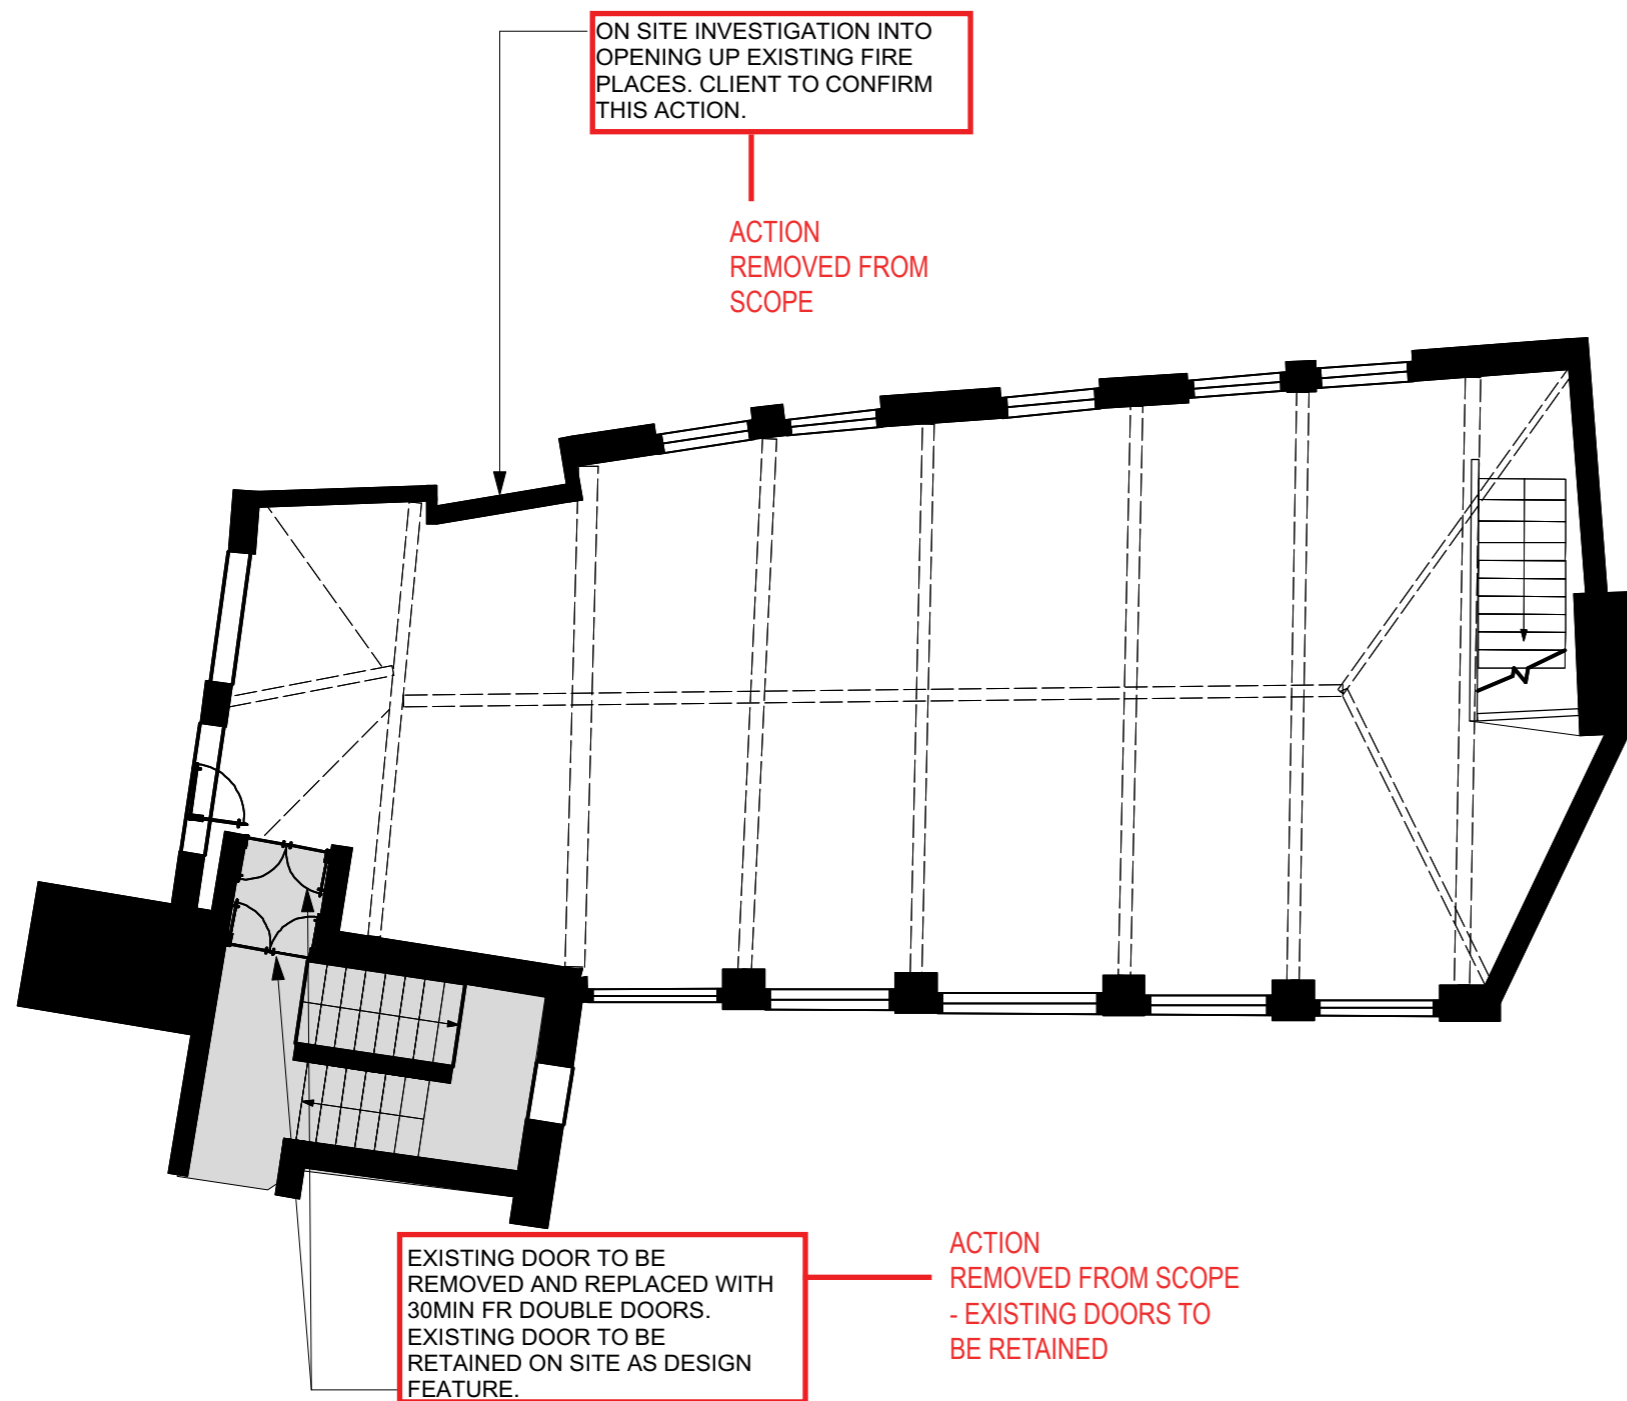 ON SITE INVESTIGATION INTO
OPENING UP EXISTING FIRE
PLACES. CLIENT TO CONFIRM
THIS ACTION.
ACTION
REMOVED FROM
SCOPE
EXISTING DOOR TO BE
REMOVED AND REPLACED WITH
30MIN FR DOUBLE DOORS.
EXISTING DOOR TO BE
RETAINED ON SITE AS DESIGN
FEATURE.
ACTION
REMOVED FROM SCOPE
- EXISTING DOORS TO
BE RETAINED